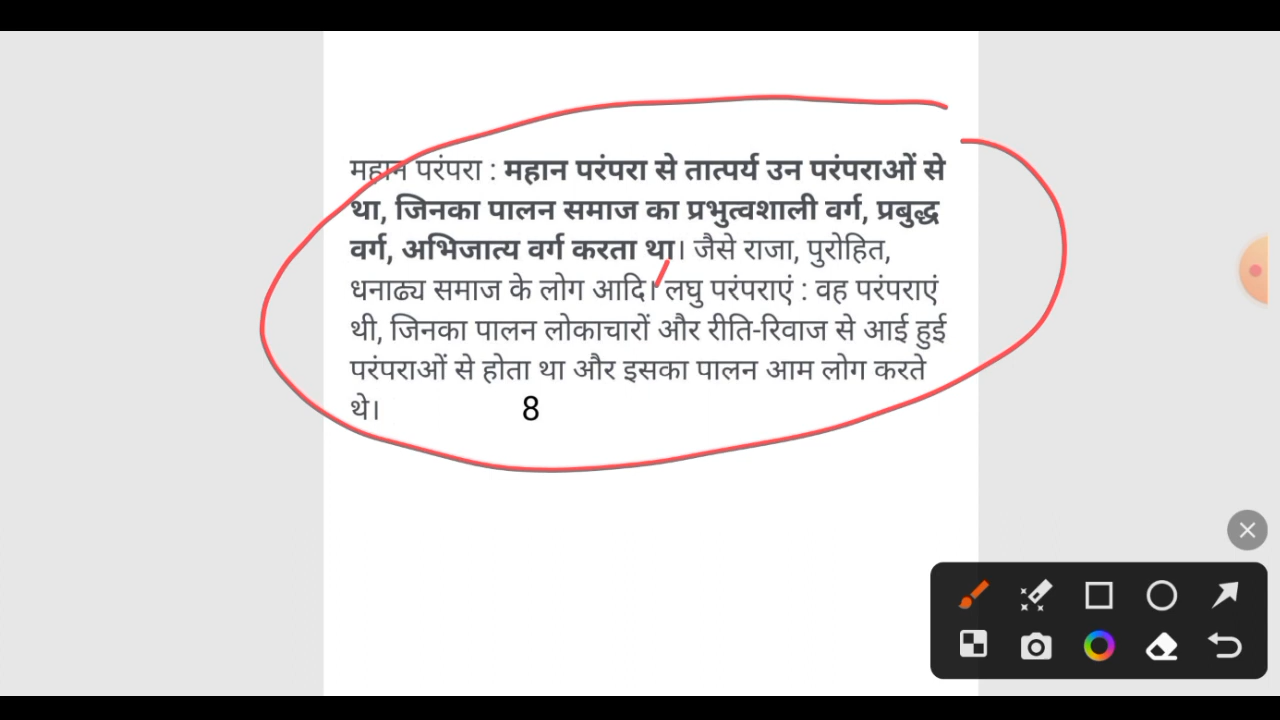 महान परंपरा : महान परंपरा से तात्पर्य उन परंपराओं से
था, जिनका पालन समाज का प्रभुत्वशाली वर्ग, प्रबुद्ध
वर्ग, अभिजात्य वर्ग करता था। जैसे राजा, पुरोहित,
धनाढ्य समाज के लोग आदि। लघु परंपराएं : वह परंपराएं
थी, जिनका पालन लोकाचारों और रीति-रिवाज से आई हुई
परंपराओं से होता था और इसका पालन आम लोग करते
थे। 8